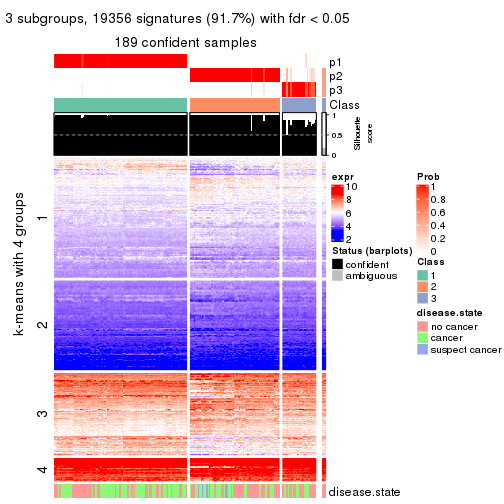 3 subgroups, 19356 signatures (91.7%) with fdr < 0.05
189 confident samples
p1
p2
p3
Class
1
0.5
0
Silhouette
score
k-means with 4 groups
1
2
3
4
disease.state
expr
10
8
6
4
2
Status (barplots)
confident
ambiguous
Prob
1
0.8
0.6
0.4
0.2
0
Class
1
2
3
disease.state
no cancer
cancer
suspect cancer